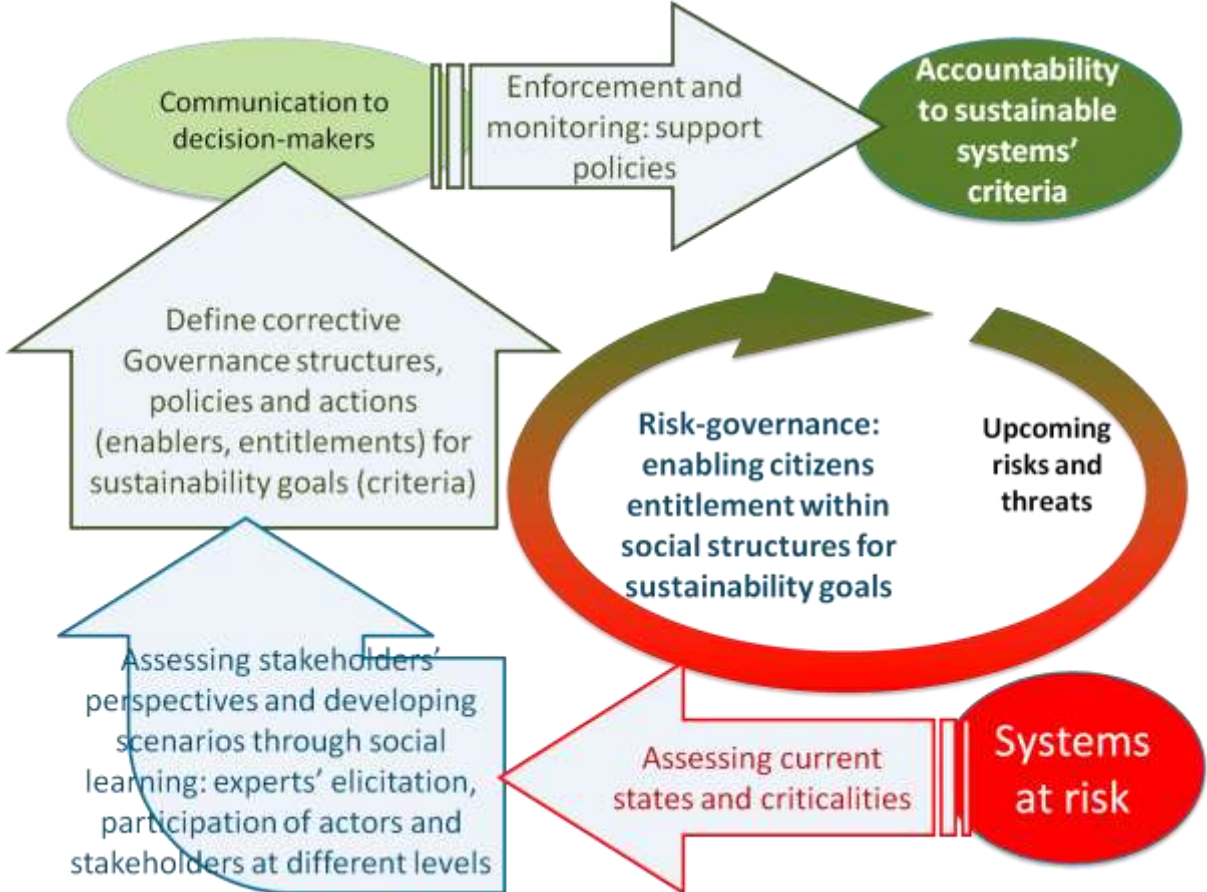 Communication to
decision-makers
Enforcement and
monitoring: support
policies
Accountability
to sustainable
systems’
criteria
Define corrective
Governance structures,
policies and actions
(enablers, entitlements) for
sustainability goals (criteria)
Risk-governance:
enabling citizens
entitlement within
social structures for
sustainability goals
Upcoming
risks and
threats
Assessing stakeholders’
perspectives and developing
scenarios through social
learning: experts’ elicitation,
participation of actors and
stakeholders at different levels
Assessing current
states and criticalities
Systems
at risk